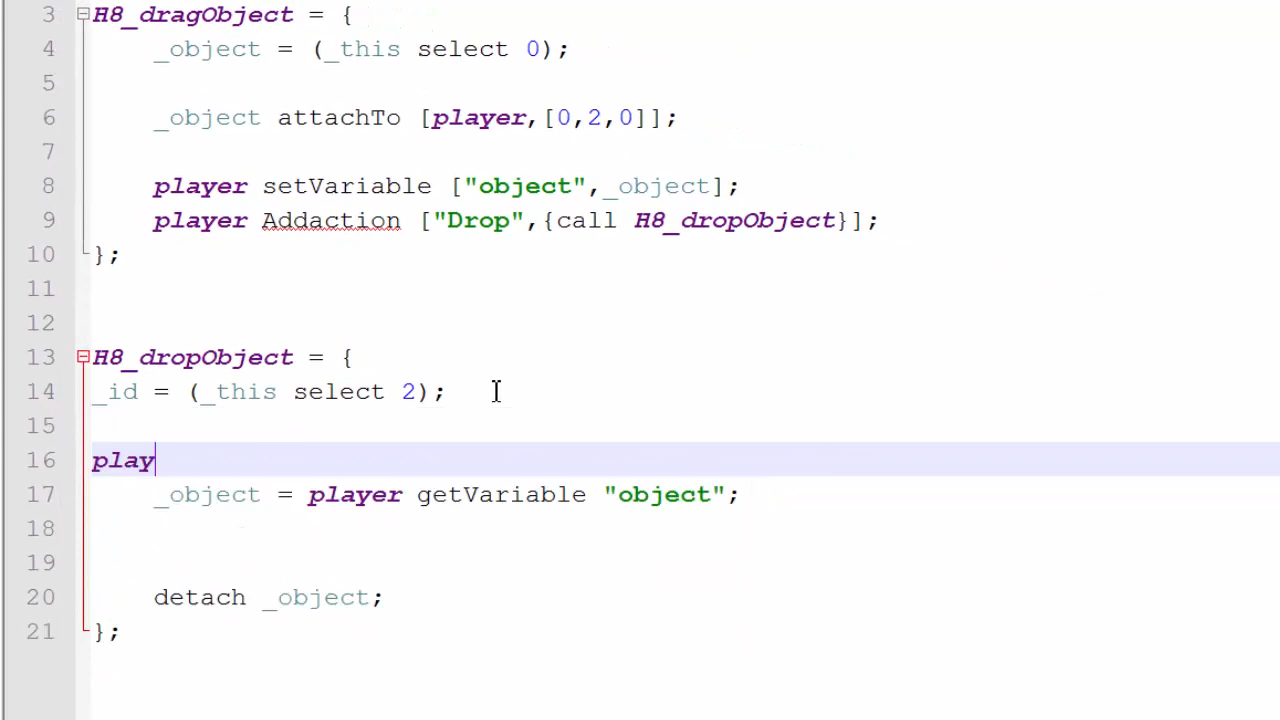 3 H8_dragObject = {
4 _object = (_this select 0);
5
6 _object attachTo [player,[0,2,0]];
7
8 player setVariable ["object",_object];
9 player Addaction ["Drop",{call H8_dropObject}];
10 };
11
12
13 H8_dropObject = {
14 _id = (_this select 2);
15
16 play
17 _object = player getVariable "object";
18
19
20 detach _object;
21 };